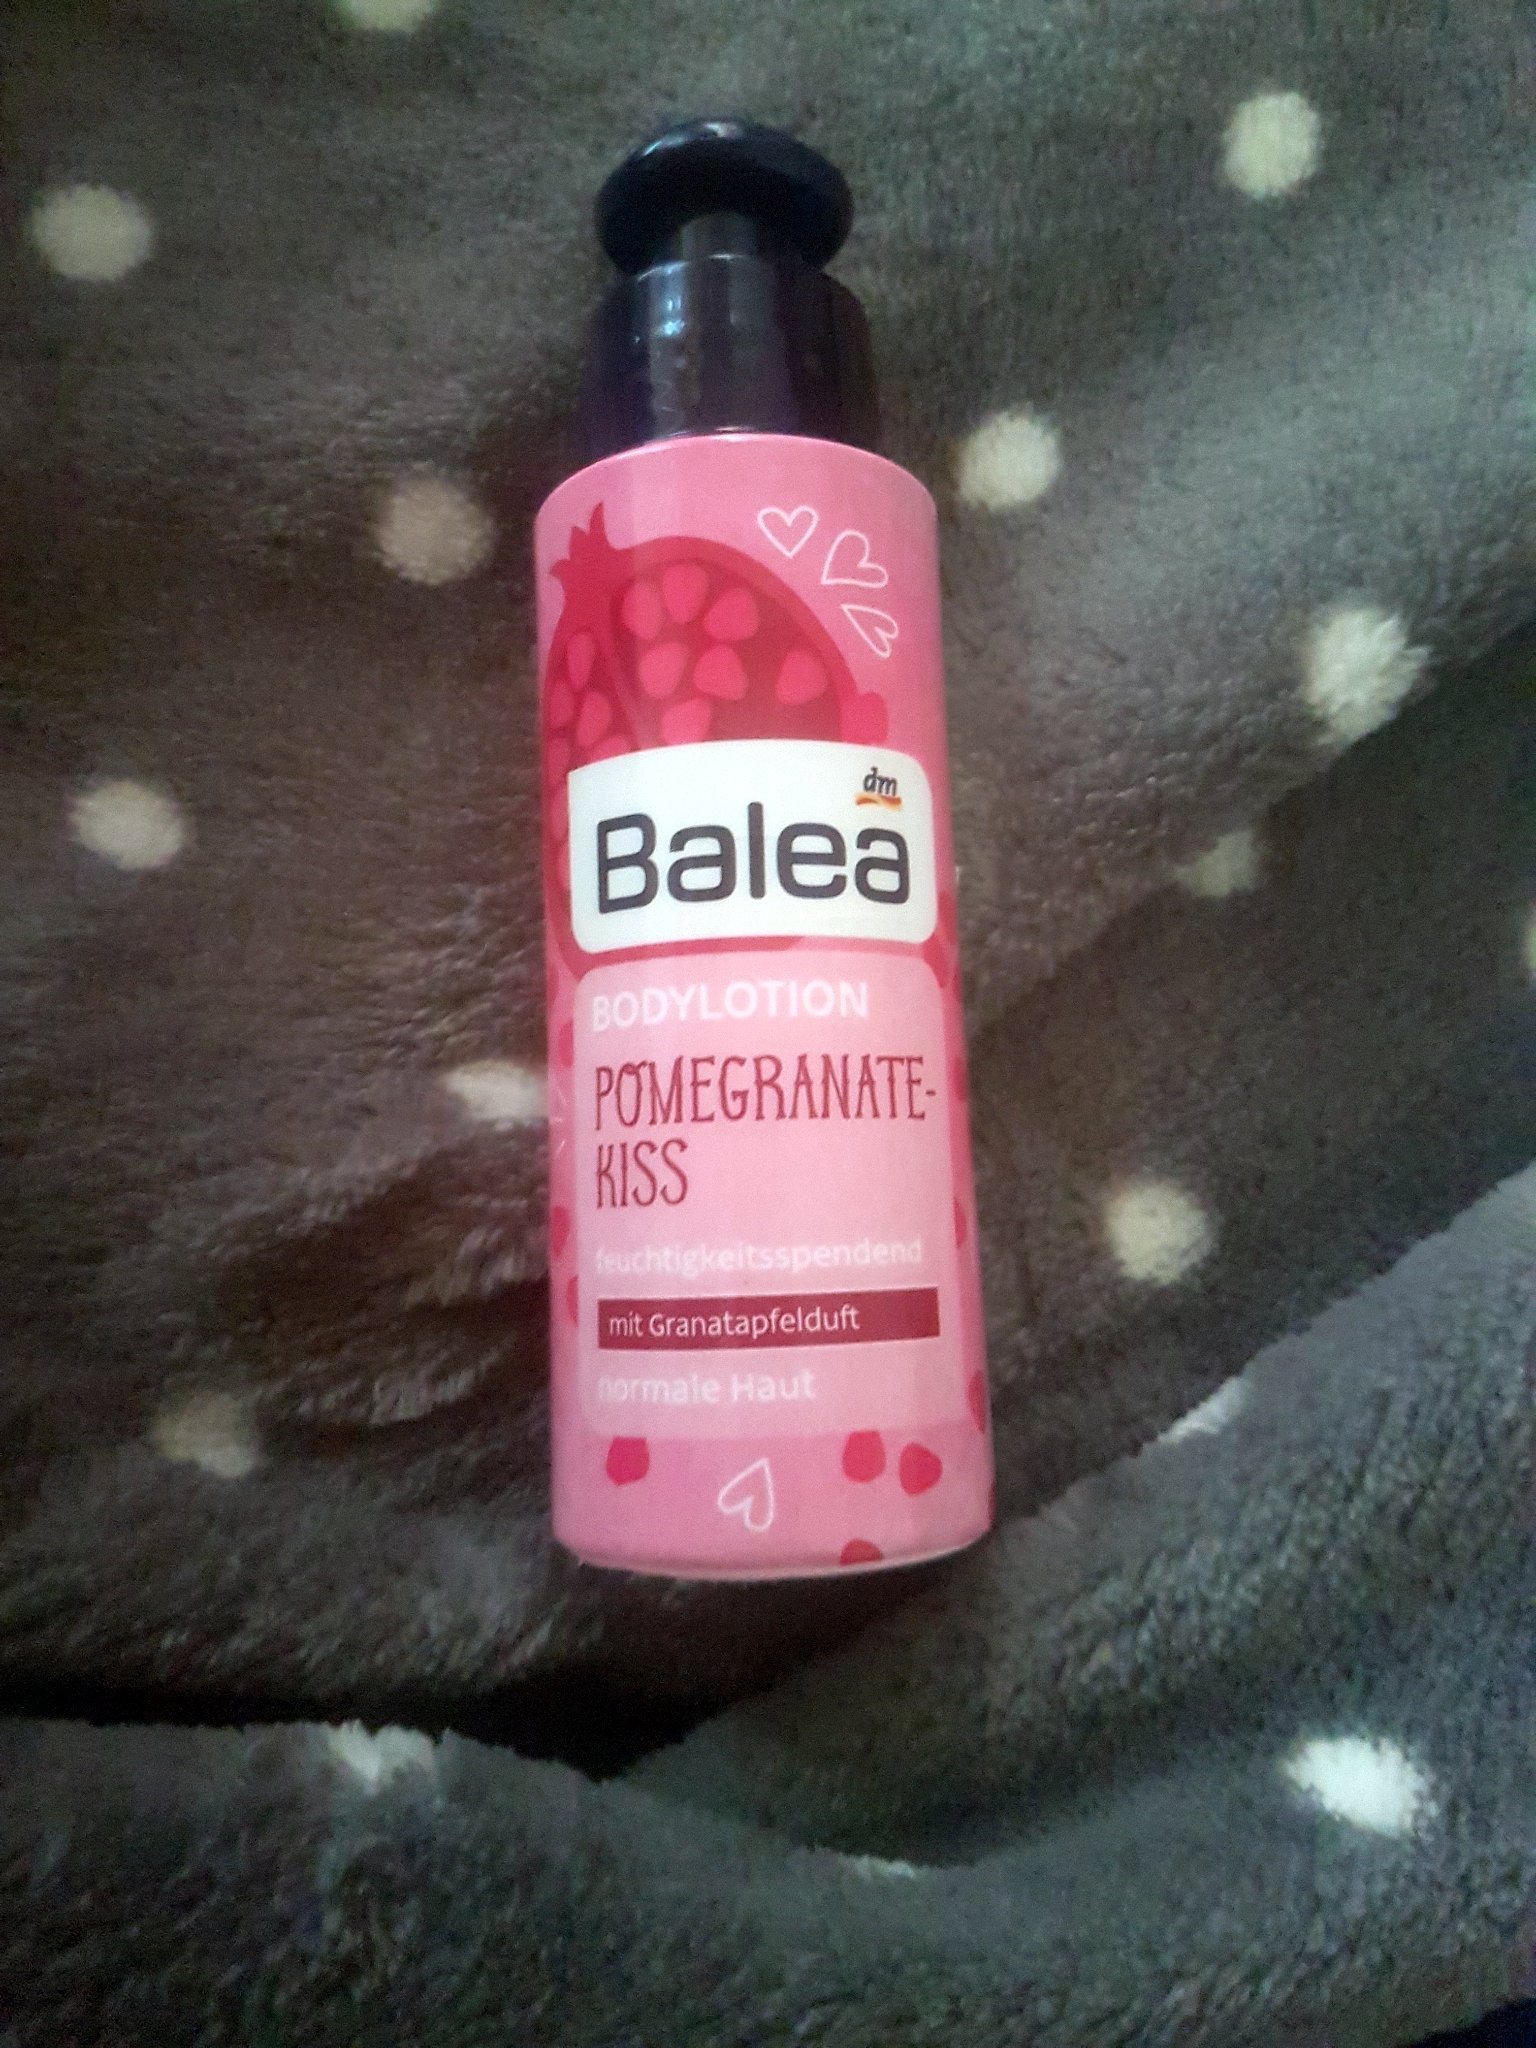 dm
Balea
BODYLOTION
POMEGRANATE-
KISS
feuchtigkeitsspendend
mit Granatapfelduft
normale Haut